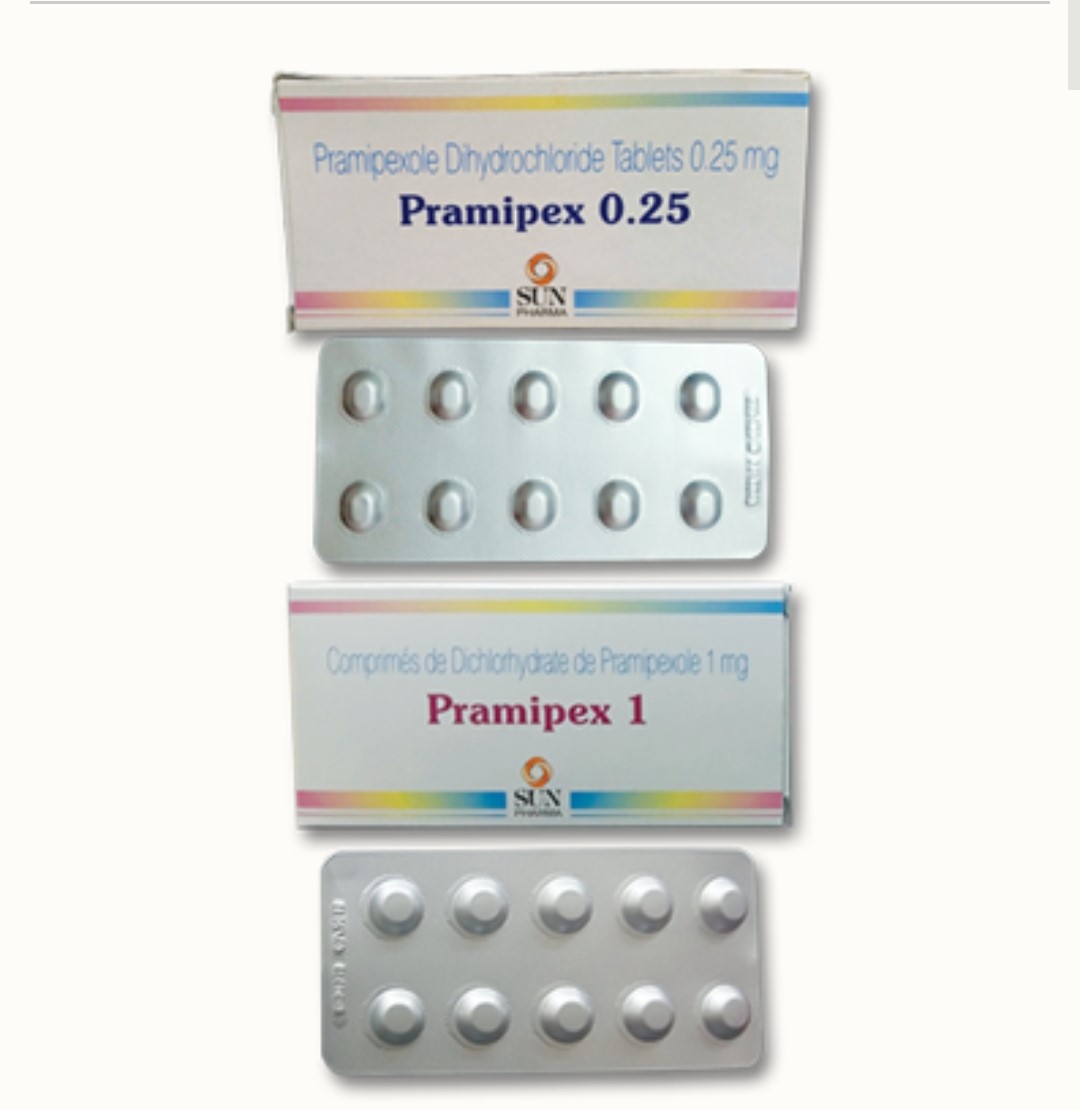 Pramipexole Dihydrochloride Tablets 0.25 mg
Pramipex 0.25
SUN
PHARMA
Comprimés de Dichlorhydrate de Pramipexole 1 mg
Pramipex 1
SUN
PHARMA